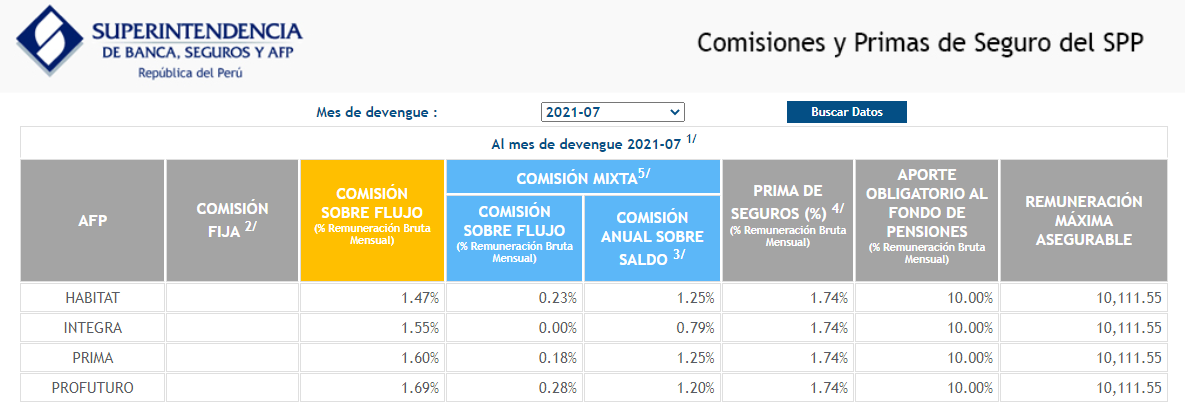 SUPERINTENDENCIA
DE BANCA, SEGUROS Y AFP
República del Perú
Comisiones y Primas de Seguro del SPP
Mes de devengue :
2021-07
Buscar Datos
Al mes de devengue 2021-07 1/
AFP
COMISIÓN
FIJA 2/
COMISIÓN
SOBRE FLUJO
(% Remuneración Bruta
Mensual)
COMISIÓN MIXTA5/
COMISIÓN
SOBRE FLUJO
(% Remuneración Bruta
Mensual)
COMISIÓN
ANUAL SOBRE
SALDO 3/
PRIMA DE
SEGUROS (%) 4/
(% Remuneración Bruta
Mensual)
APORTE
OBLIGATORIO AL
FONDO DE
PENSIONES
(% Remuneración Bruta
Mensual)
REMUNERACIÓN
MÁXIMA
ASEGURABLE
HABITAT 1.47% 0.23% 1.25% 1.74% 10.00% 10,111.55
INTEGRA 1.55% 0.00% 0.79% 1.74% 10.00% 10,111.55
PRIMA 1.60% 0.18% 1.25% 1.74% 10.00% 10,111.55
PROFUTURO 1.69% 0.28% 1.20% 1.74% 10.00% 10,111.55